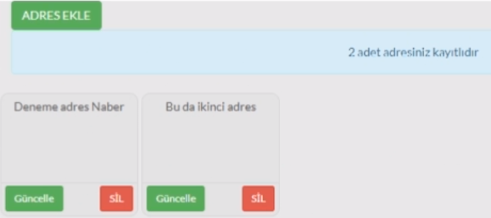 ADRES EKLE
2 adet adresiniz kayıtlıdır
Deneme adres Naber
Bu da ikinci adres
Güncelle
SİL
Güncelle
SİL